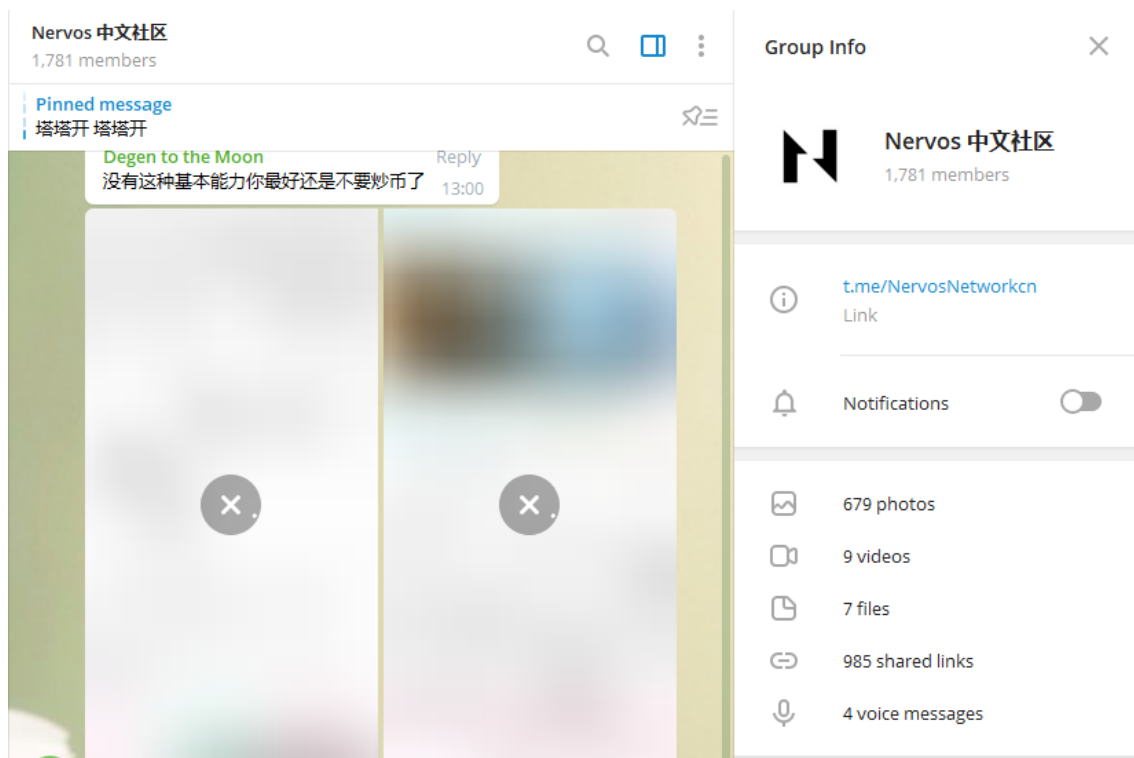 Nervos 中文社区
1,781 members
Pinned message
塔塔开 塔塔开
Degen to the Moon Reply
没有这种基本能力你最好还是不要炒币了 13:00
Group Info
Nervos 中文社区
1,781 members
t.me/NervosNetworkcn
Link
Notifications
679 photos
9 videos
7 files
985 shared links
4 voice messages